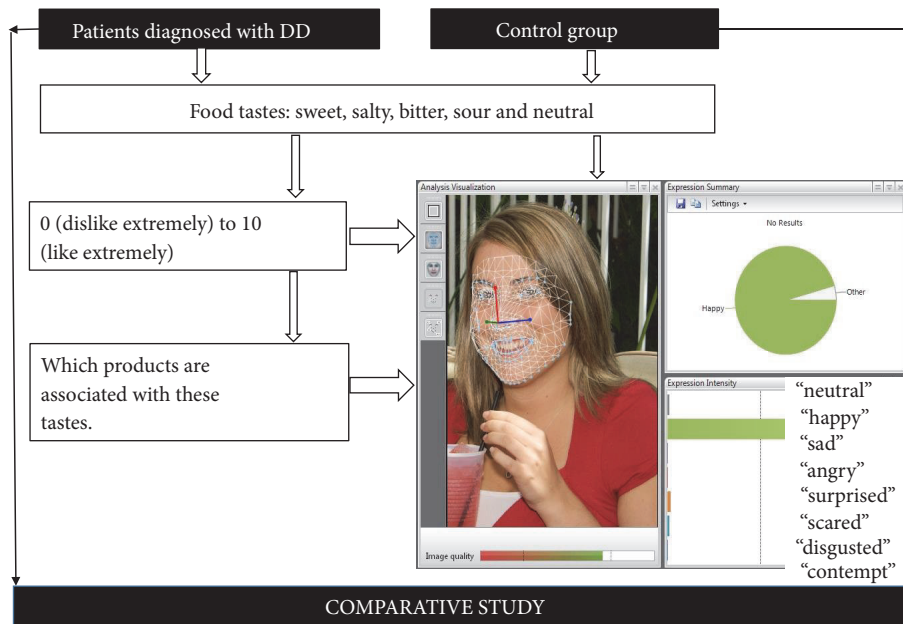 Patients diagnosed with DD
Control group
Food tastes: sweet, salty, bitter, sour and neutral
0 (dislike extremely) to 10
(like extremely)
Which products are
associated with these
tastes.
Analysis Visualization
Image quality
Expression Summary
Settings
No Results
Happy
Other
Expression Intensity
“neutral”
“happy”
“sad”
“angry”
“surprised”
“scared”
“disgusted”
“contempt”
COMPARATIVE STUDY